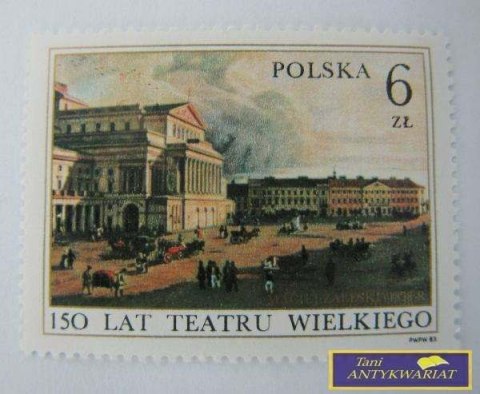 POLSKA 6
ZŁ
150 LAT TEATRU WIELKIEGO
PWPW 83
Tani
ANTYKWARIAT